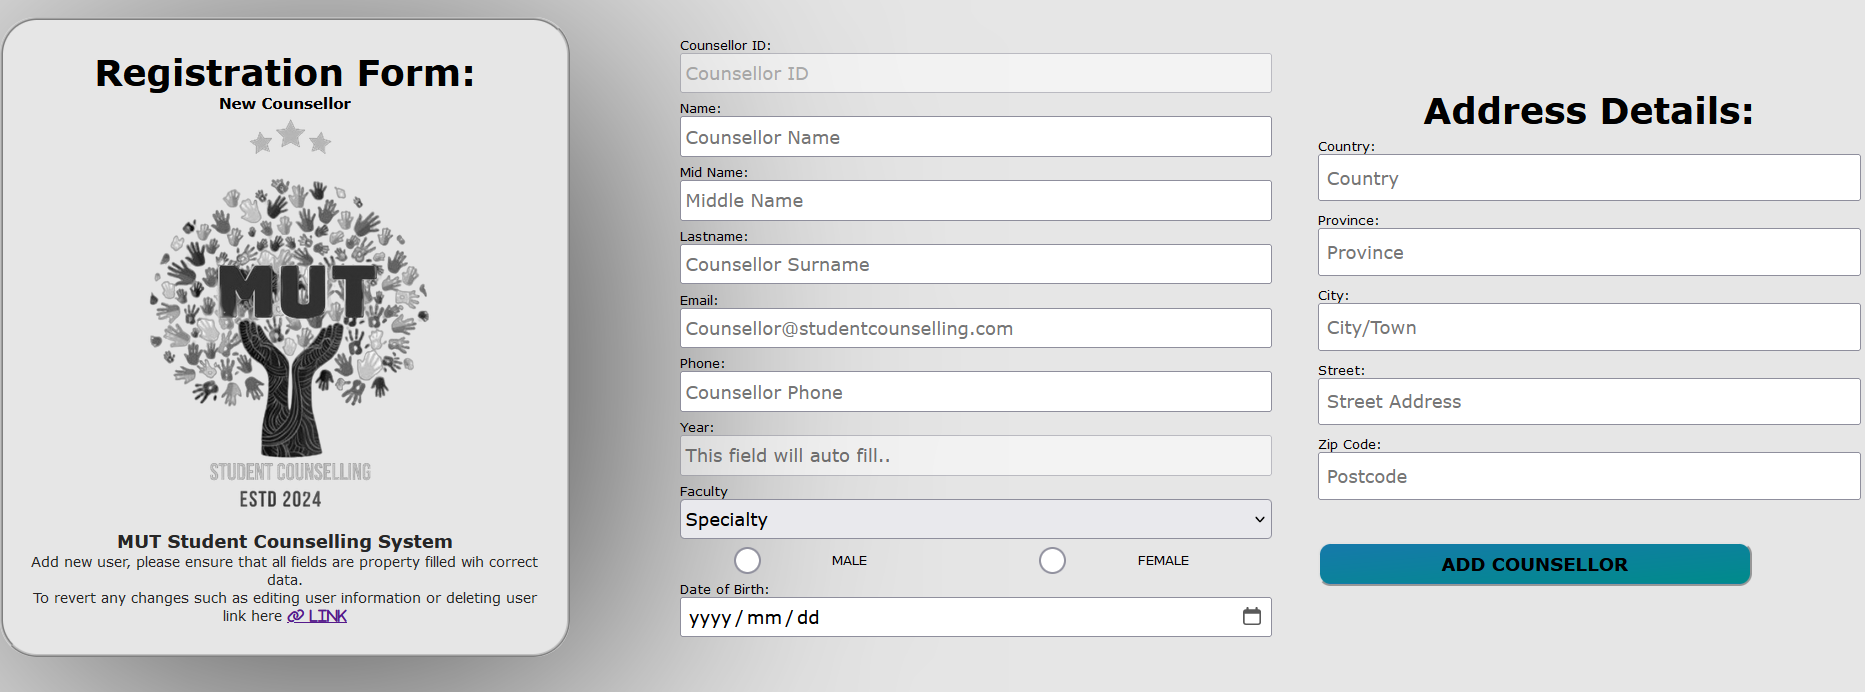 Registration Form:
New Counsellor
MUT
STUDENT COUNSELLING
ESTD 2024
MUT Student Counselling System
Add new user, please ensure that all fields are property filled wih correct
data.
To revert any changes such as editing user information or deleting user
link here LINK
Counsellor ID:
Counsellor ID
Name:
Counsellor Name
Mid Name:
Middle Name
Lastname:
Counsellor Surname
Email:
Counsellor@studentcounselling.com
Phone:
Counsellor Phone
Year:
This field will auto fill..
Faculty
Specialty
MALE FEMALE
Date of Birth:
yyyy/mm/dd
Address Details:
Country:
Country
Province:
Province
City:
City/Town
Street:
Street Address
Zip Code:
Postcode
ADD COUNSELLOR